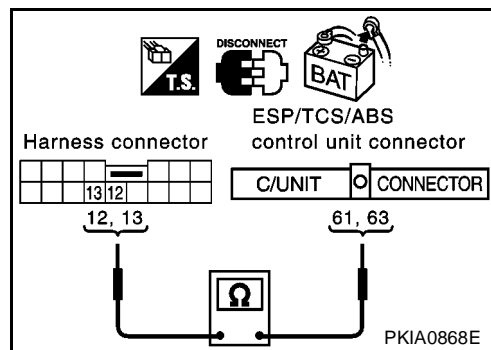 T.S.
DISCONNECT
BAT
ESP/TCS/ABS
Harness connector
control unit connector
13 12
C/UNIT
CONNECTOR
12, 13
61, 63
Ω
PKIA0868E